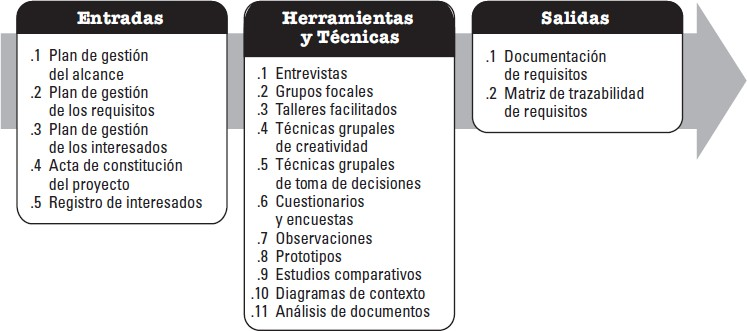 Entradas
.1 Plan de gestión
del alcance
.2 Plan de gestión
de los requisitos
.3 Plan de gestión
de los interesados
.4 Acta de constitución
del proyecto
.5 Registro de interesados
Herramientas
y Técnicas
.1 Entrevistas
.2 Grupos focales
.3 Talleres facilitados
.4 Técnicas grupales
de creatividad
.5 Técnicas grupales
de toma de decisiones
.6 Cuestionarios
y encuestas
.7 Observaciones
.8 Prototipos
.9 Estudios comparativos
.10 Diagramas de contexto
.11 Análisis de documentos
Salidas
.1 Documentación
de requisitos
.2 Matriz de trazabilidad
de requisitos